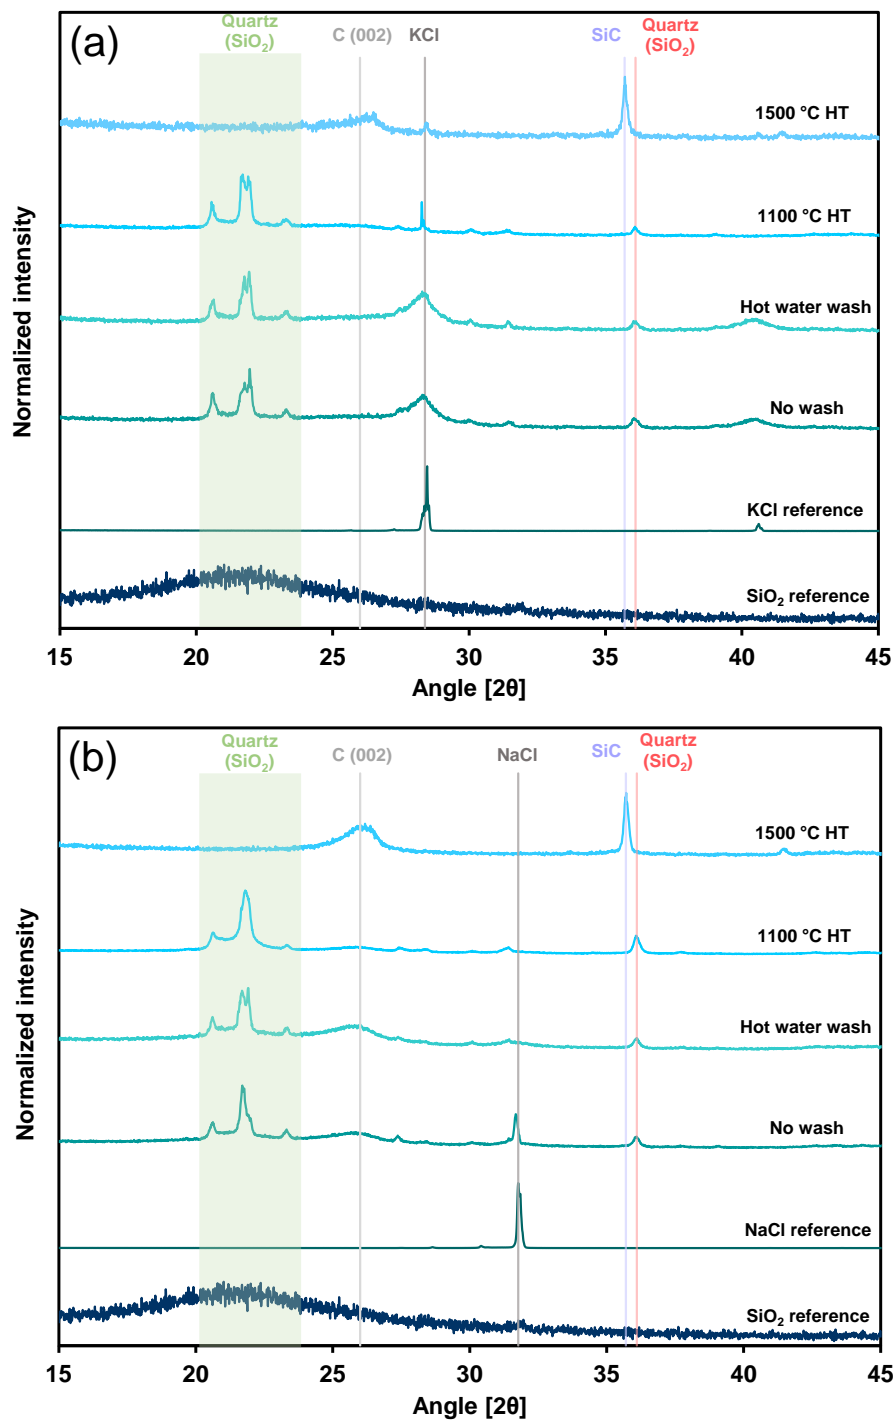 (a)
Quartz
(SiO₂)
C (002)
KCl
SiC
Quartz
(SiO₂)
1500 °C HT
1100 °C HT
Hot water wash
No wash
KCl reference
SiO₂ reference
Normalized intensity
15 20 25 30 35 40 45
Angle [2θ]
(b)
Quartz
(SiO₂)
C (002)
NaCl
SiC
Quartz
(SiO₂)
1500 °C HT
1100 °C HT
Hot water wash
No wash
NaCl reference
SiO₂ reference
Normalized intensity
15 20 25 30 35 40 45
Angle [2θ]